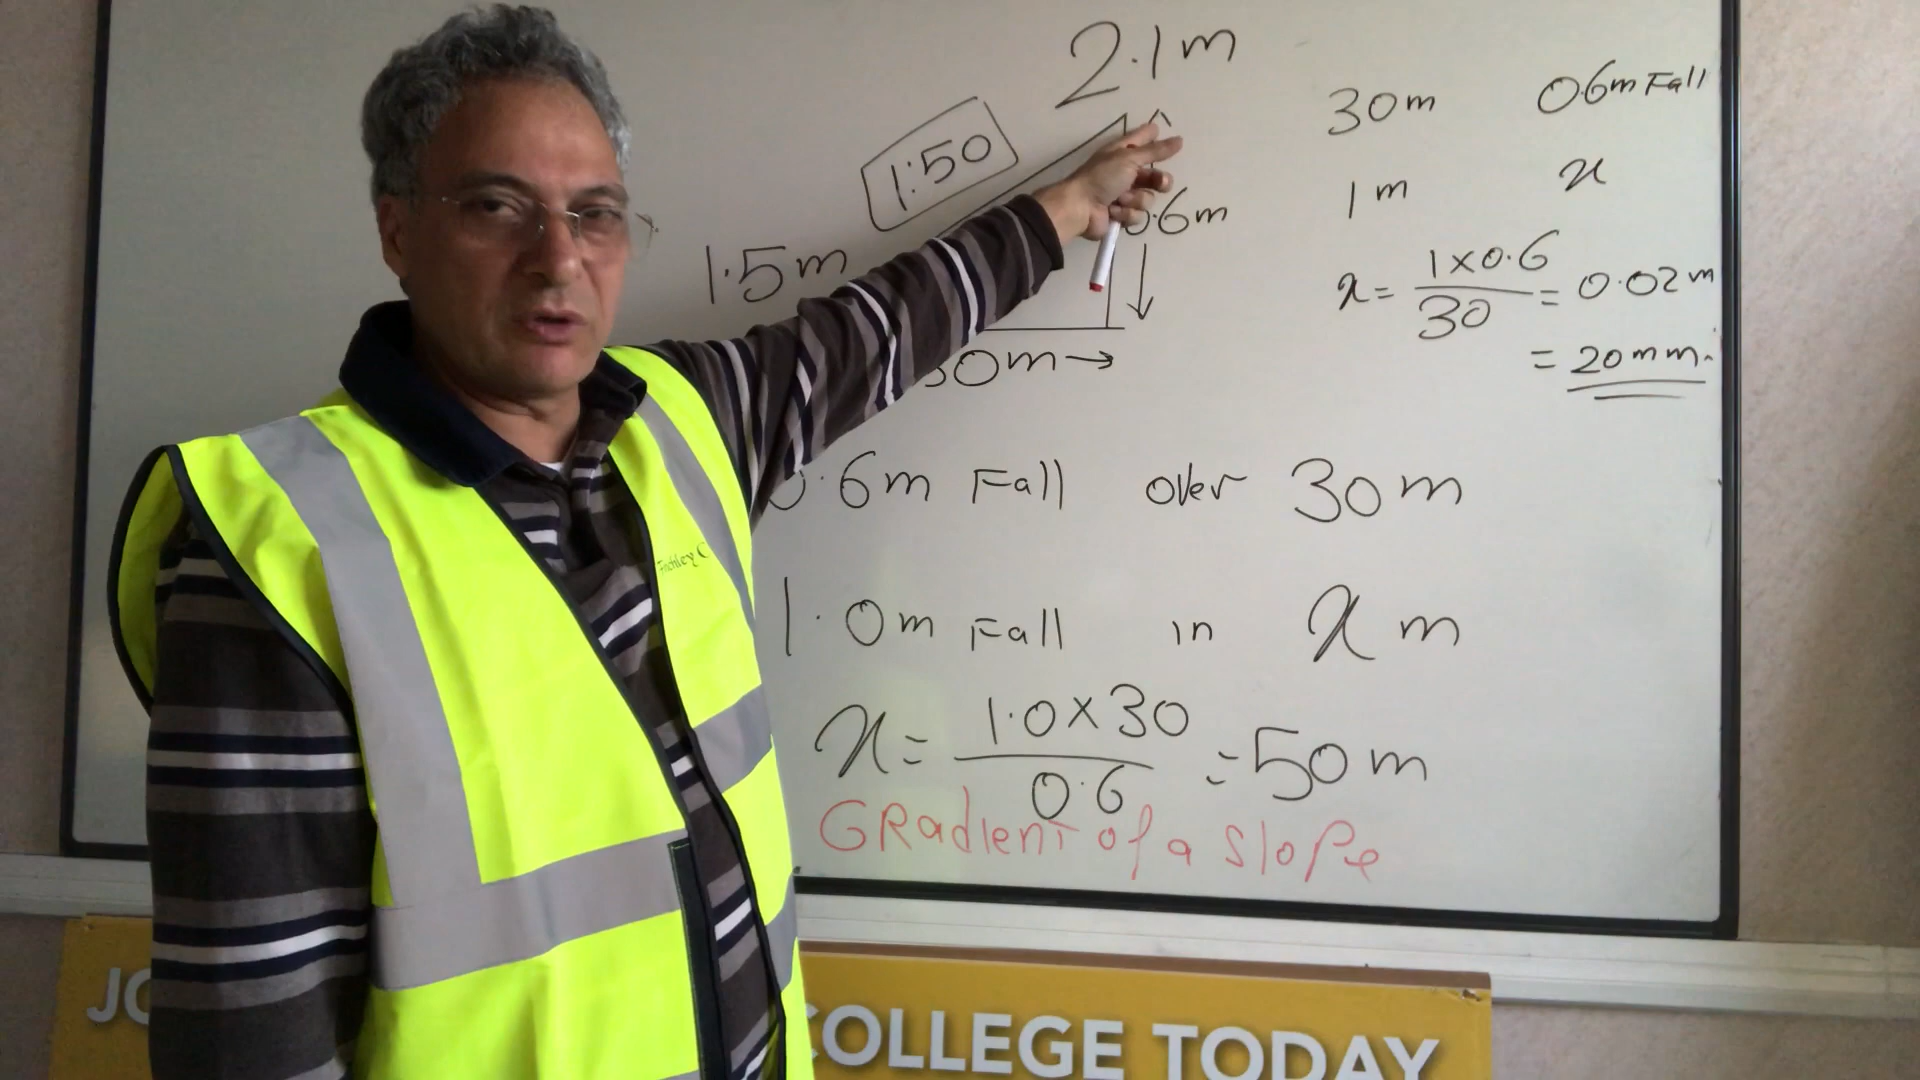 2.1m
1:50
1.5m
0.6m
30m →
30m 06m Fall
1m x
x = 1x0.6 / 30 = 0.02m
= 20mm.
0.6m Fall over 30m
1.0m Fall in x m
x = 1.0x30 / 0.6 = 50m
GRadient of a slope
Finchley C
JO
COLLEGE TODAY